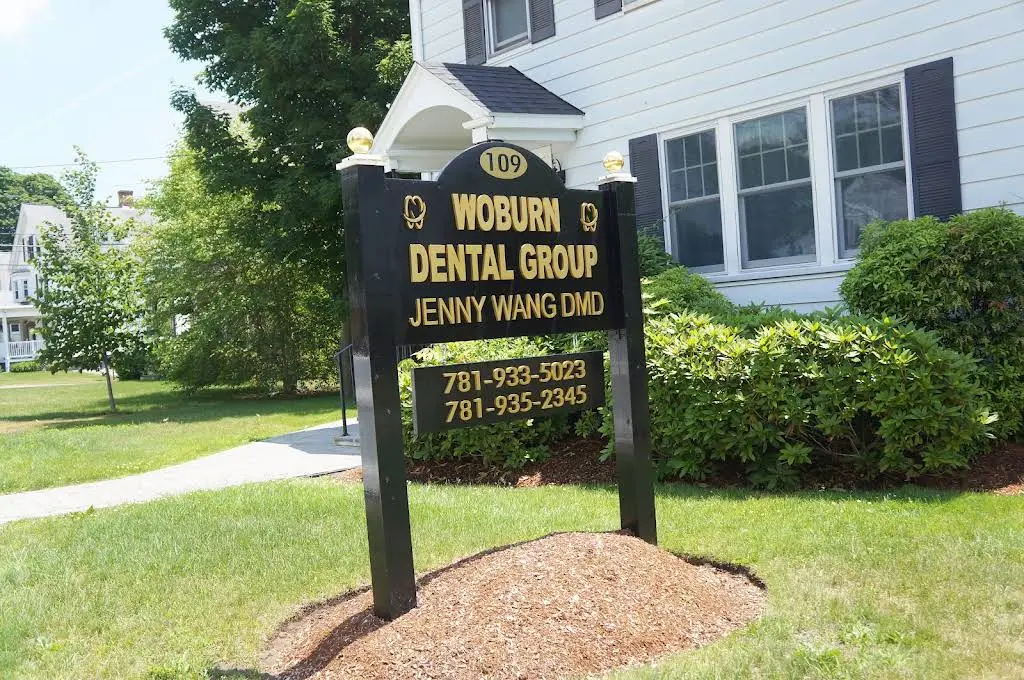 109
WOBURN
DENTAL GROUP
JENNY WANG DMD
781-933-5023
781-935-2345